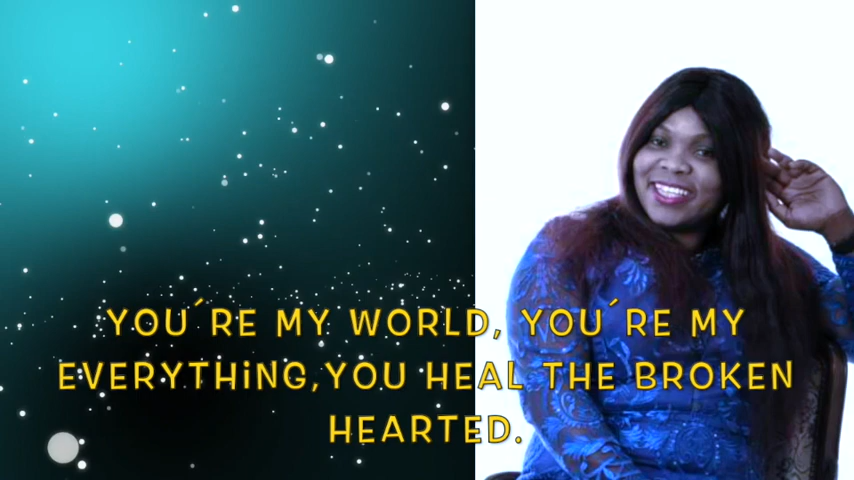 YOU´RE MY WORLD, YOU´RE MY
EVERYTHiNG,YOU HEAL THE BROKEN
HEARTED.